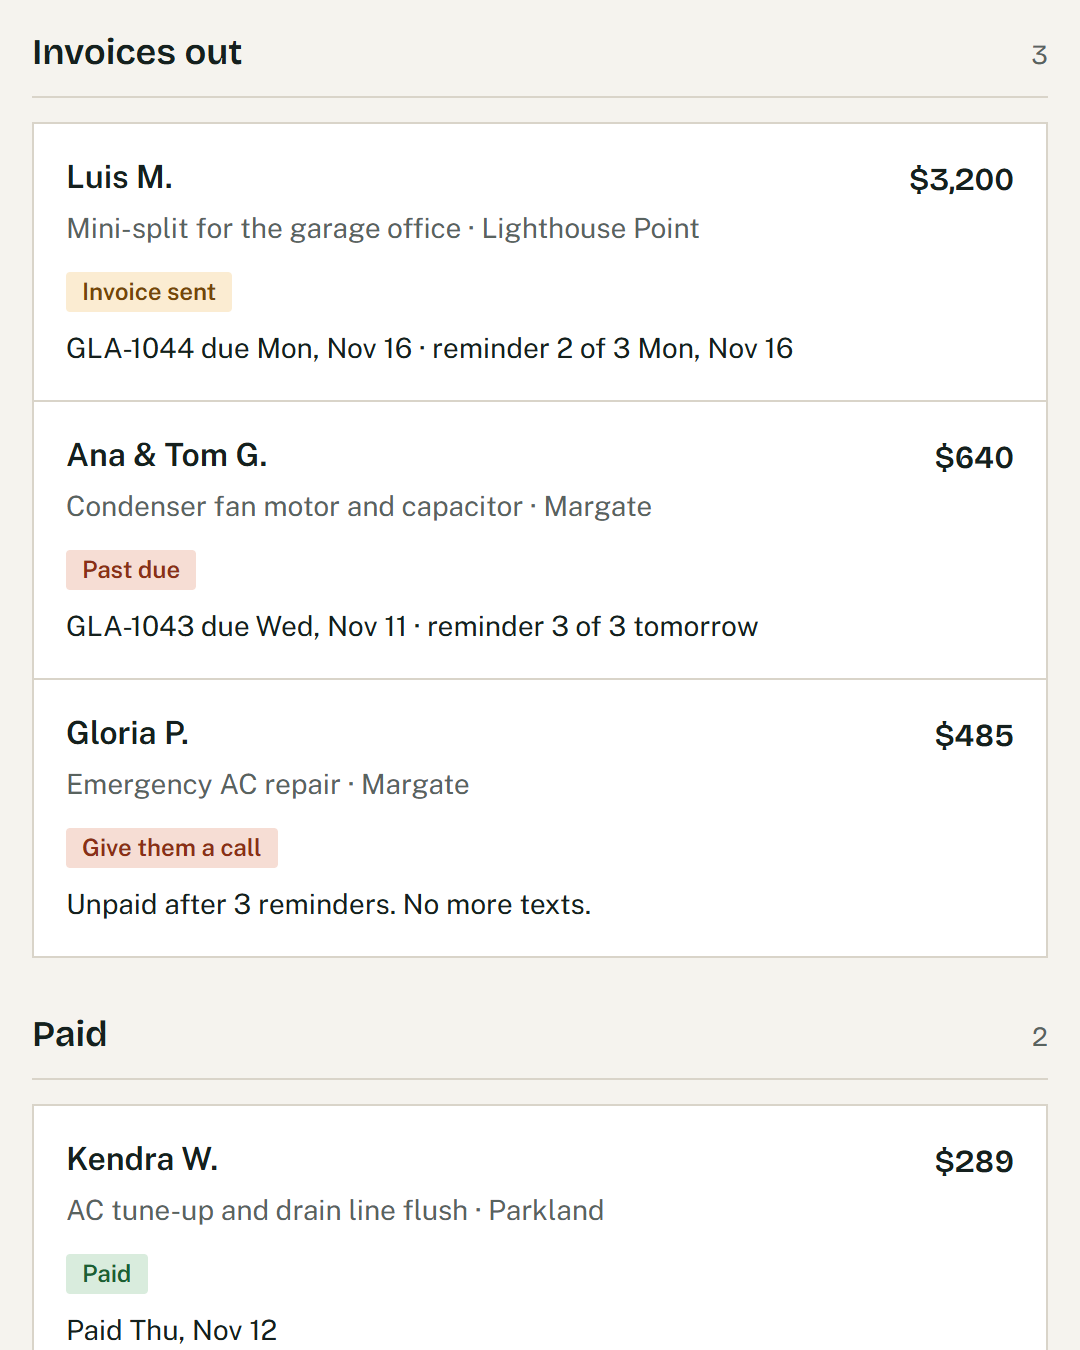 Invoices out 3
Luis M. $3,200
Mini-split for the garage office · Lighthouse Point
Invoice sent
GLA-1044 due Mon, Nov 16 · reminder 2 of 3 Mon, Nov 16
Ana & Tom G. $640
Condenser fan motor and capacitor · Margate
Past due
GLA-1043 due Wed, Nov 11 · reminder 3 of 3 tomorrow
Gloria P. $485
Emergency AC repair · Margate
Give them a call
Unpaid after 3 reminders. No more texts.
Paid 2
Kendra W. $289
AC tune-up and drain line flush · Parkland
Paid
Paid Thu, Nov 12